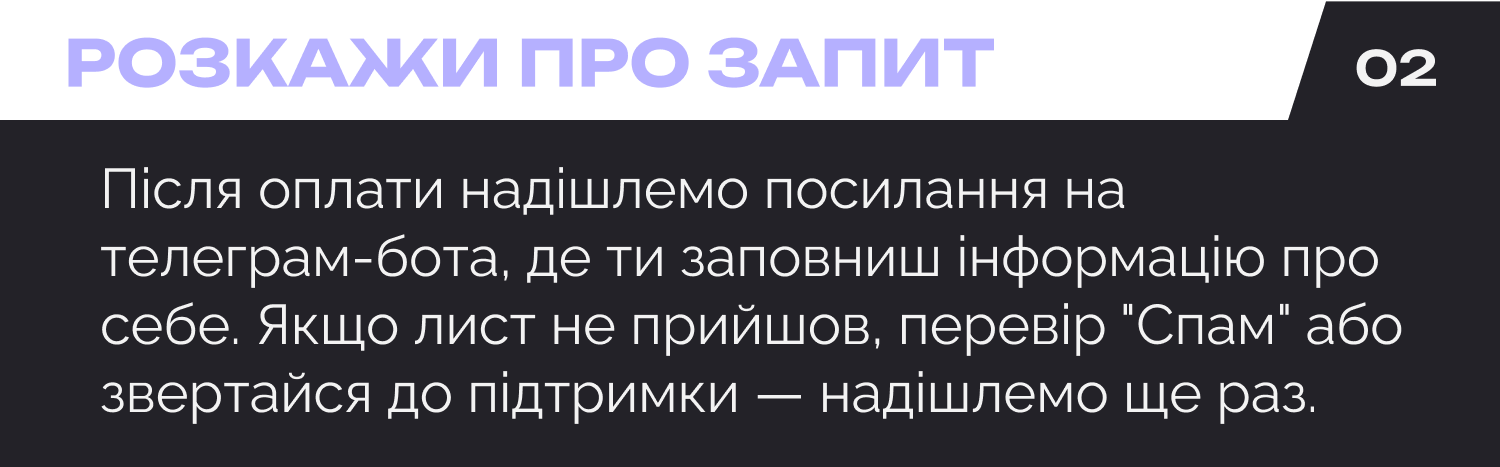 РОЗКАЖИ ПРО ЗАПИТ
02
Після оплати надішлемо посилання на
телеграм-бота, де ти заповниш інформацію про
себе. Якщо лист не прийшов, перевір "Спам" або
звертайся до підтримки — надішлемо ще раз.